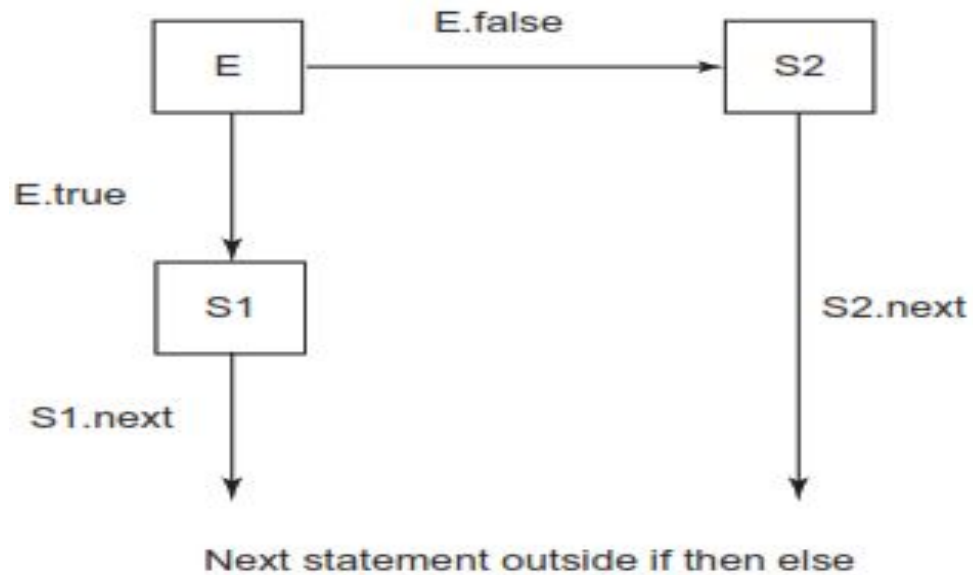 E.false
E
S2
E.true
S1
S2.next
S1.next
Next statement outside if then else